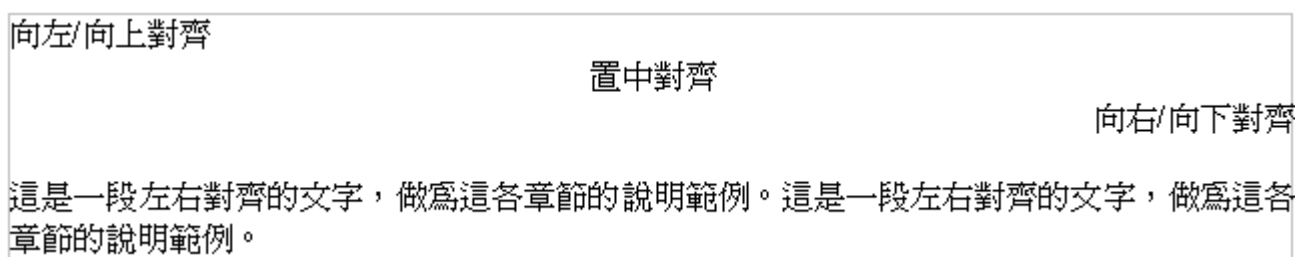 向左/向上對齊
置中對齊
向右/向下對齊
這是一段左右對齊的文字，做為這各章節的說明範例。這是一段左右對齊的文字，做為這各
章節的說明範例。